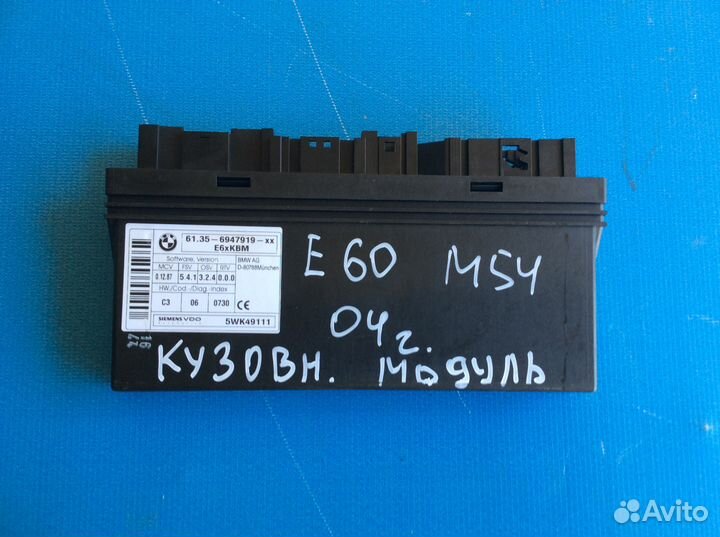 61.35 – 6947919 – xx
E6xKBM
Software, Version
BMW AG
D-80788München
MCV FSV OSV RTV
0.12.67 5.4.1 3.2.4 0.0.0
HW./Cod.-/Diag.-Index
C3 06 0730 CE
SIEMENS VDO
5WK49111
E60 M54
04г.
КУЗОВН. МОДУЛЬ
Avito